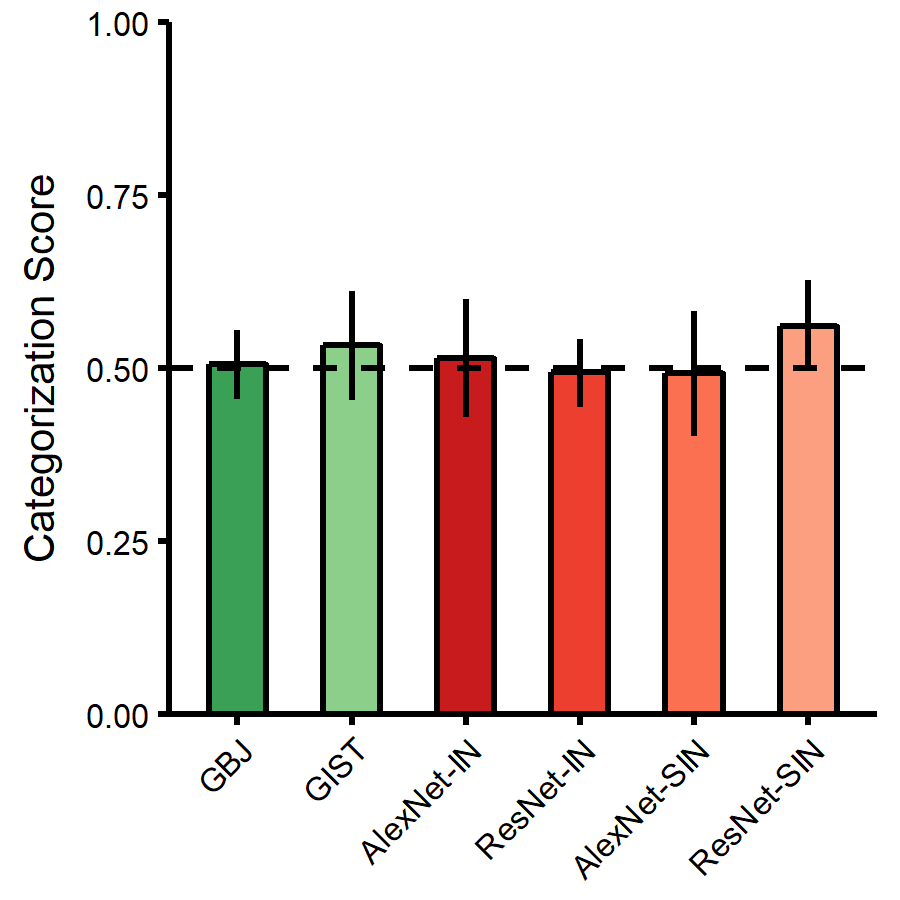 Categorization Score
1.00
0.75
0.50
0.25
0.00
GBJ
GIST
AlexNet-IN
ResNet-IN
AlexNet-SIN
ResNet-SIN